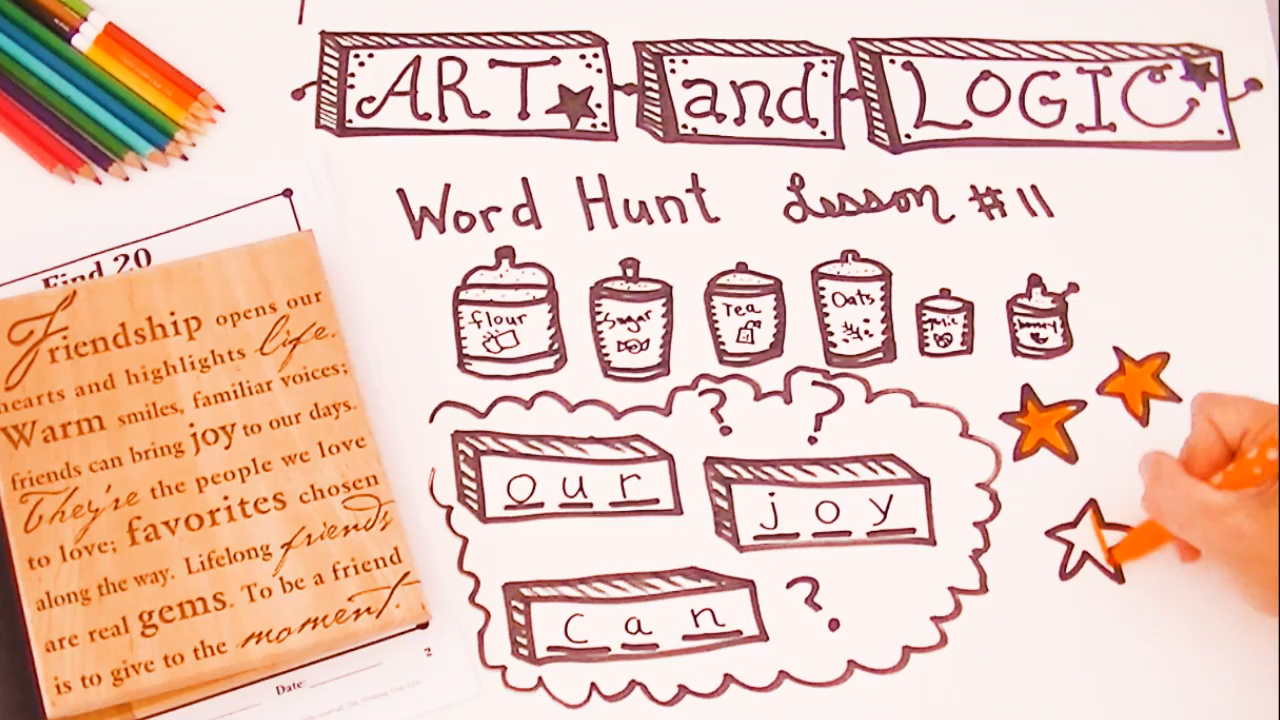 ART and LOGIC
Word Hunt Lesson #11
flour
Sugar
Tea
Oats
honey
Find 20
Friendship opens our
hearts and highlights life.
Warm smiles, familiar voices;
friends can bring joy to our days.
They're the people we love
to love; favorites chosen
along the way. Lifelong friends
are real gems. To be a friend
is to give to the moment.
2
Date:
? ?
our
joy
can
?